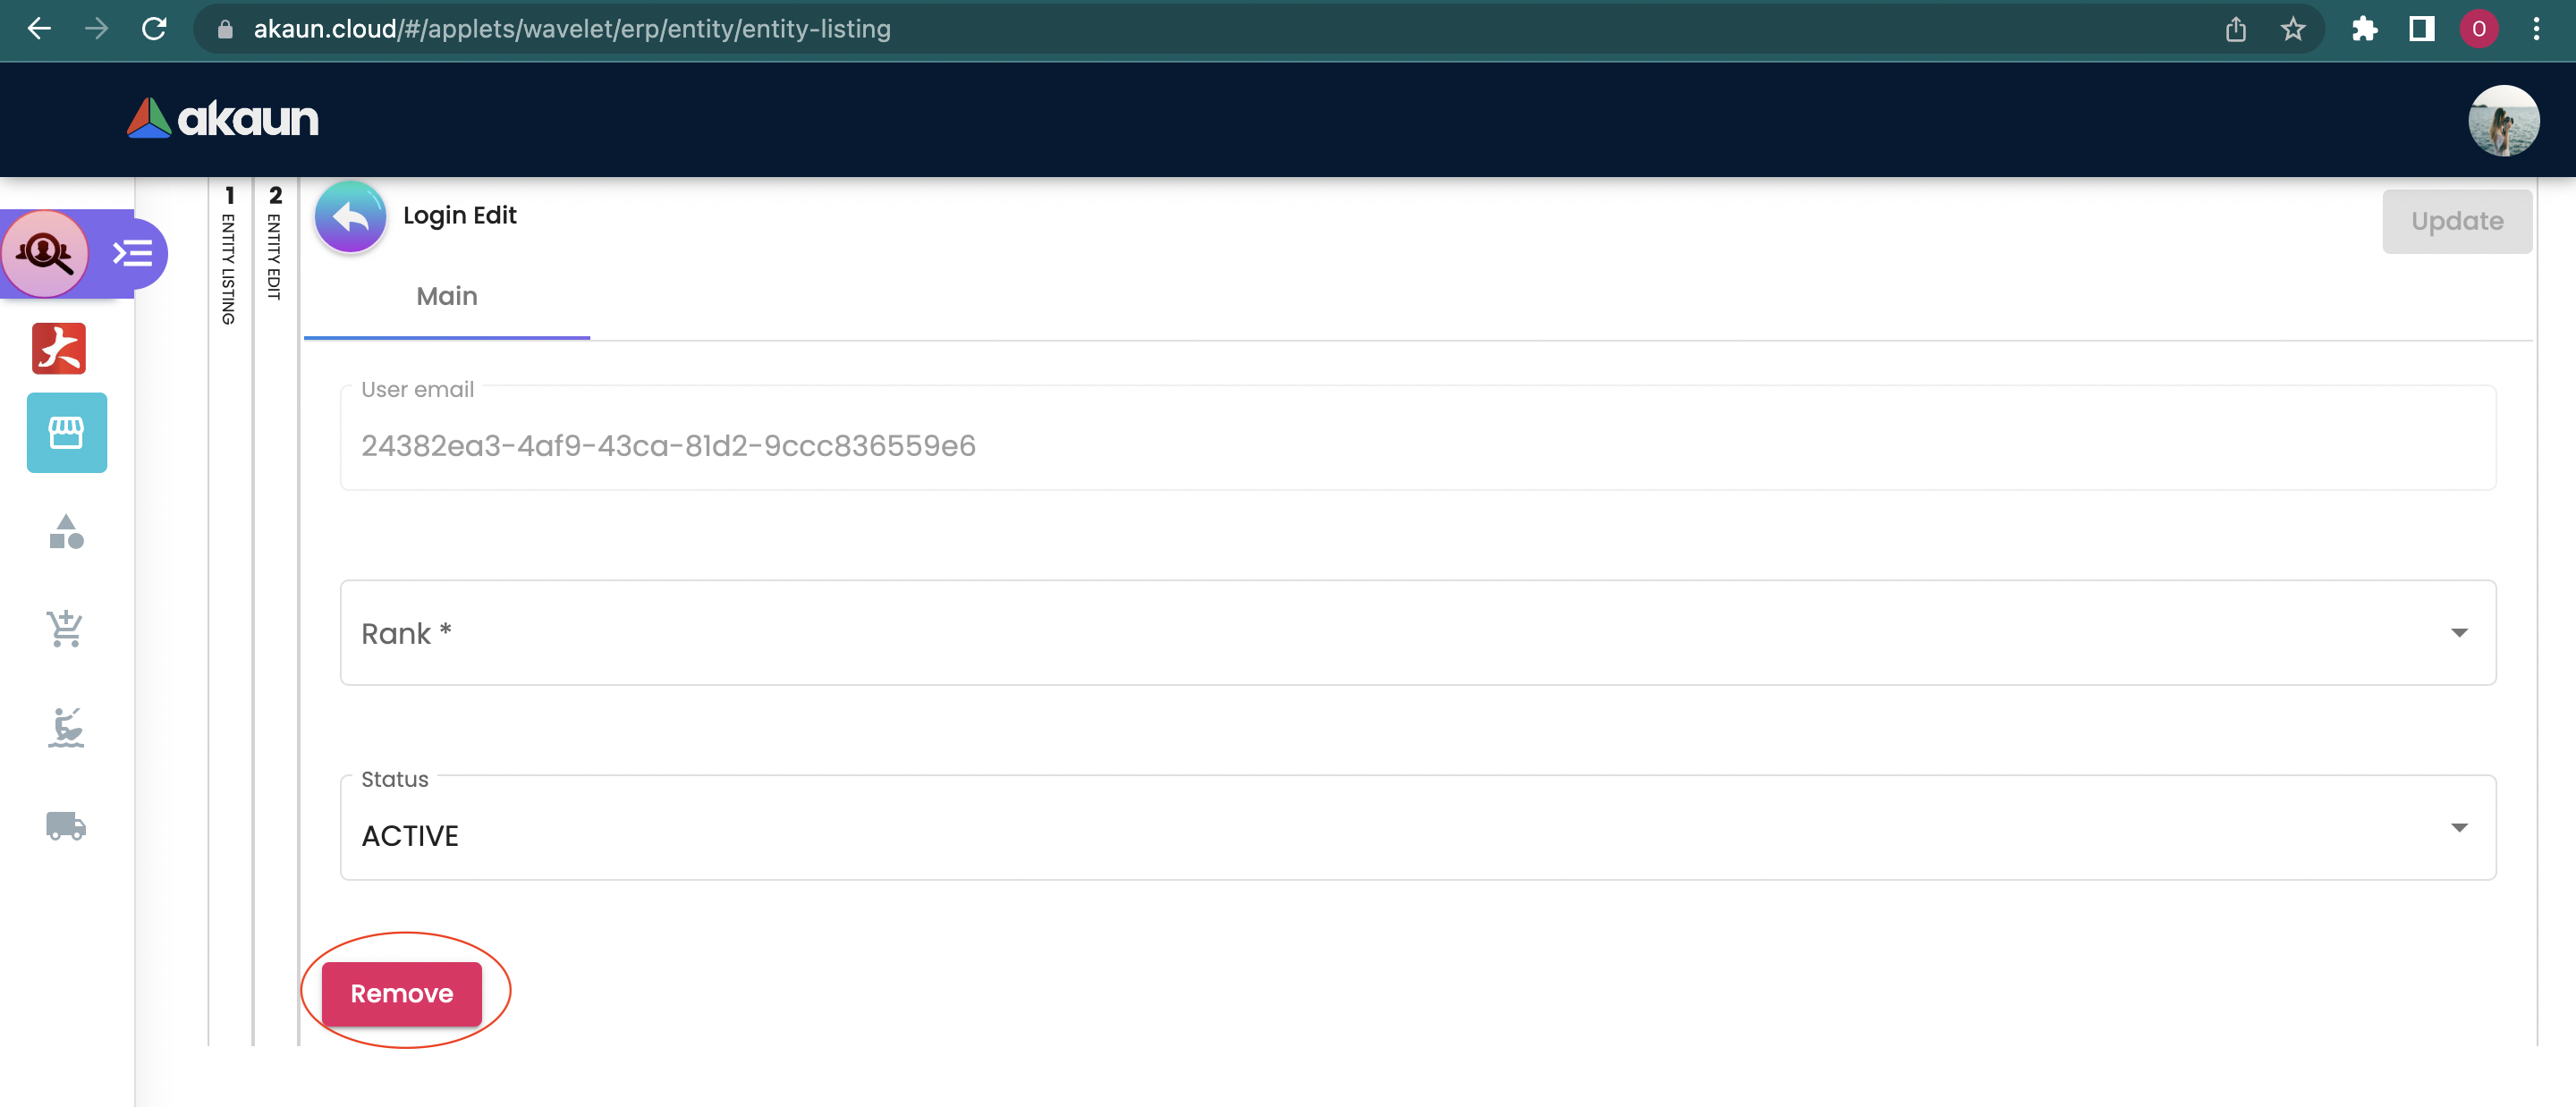 akaun.cloud/#/applets/wavelet/erp/entity/entity-listing
O
akaun
1
ENTITY LISTING
2
ENTITY EDIT
Login Edit
Update
Main
User email
24382ea3-4af9-43ca-81d2-9ccc836559e6
Rank *
Status
ACTIVE
Remove